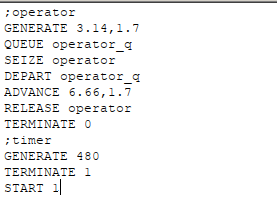 ;operator
GENERATE 3.14,1.7
QUEUE operator_q
SEIZE operator
DEPART operator_q
ADVANCE 6.66,1.7
RELEASE operator
TERMINATE 0
;timer
GENERATE 480
TERMINATE 1
START 1